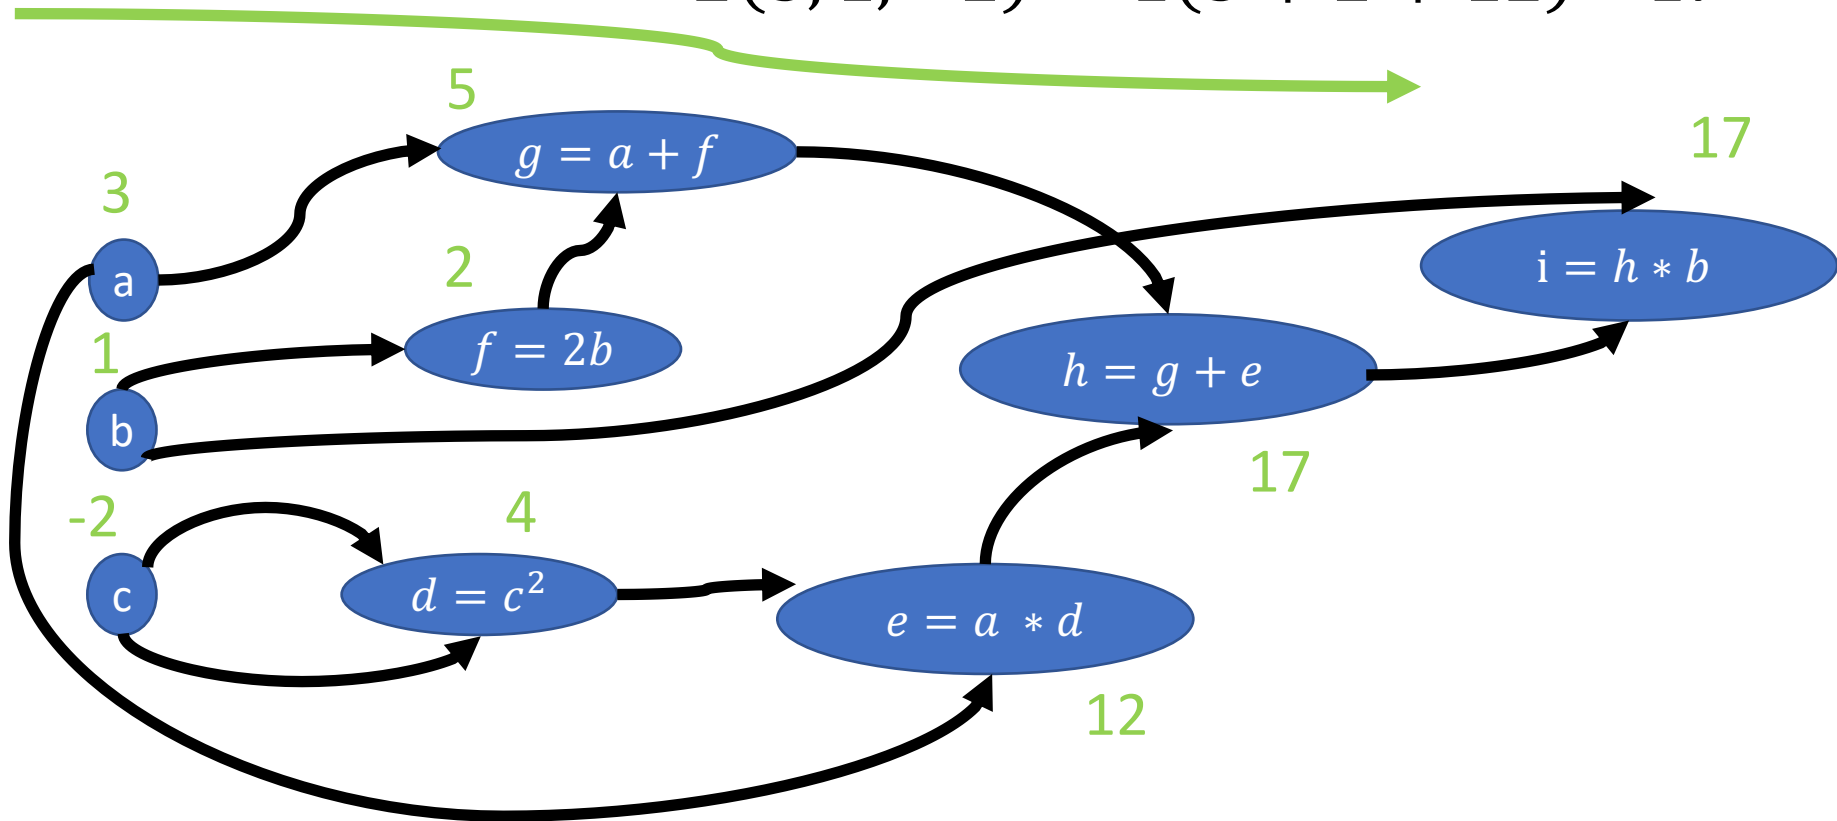 5
g = a + f
17
3
a
2
i = h ∗ b
1
f = 2b
h = g + e
b
17
-2
4
c
d = c²
e = a ∗ d
12